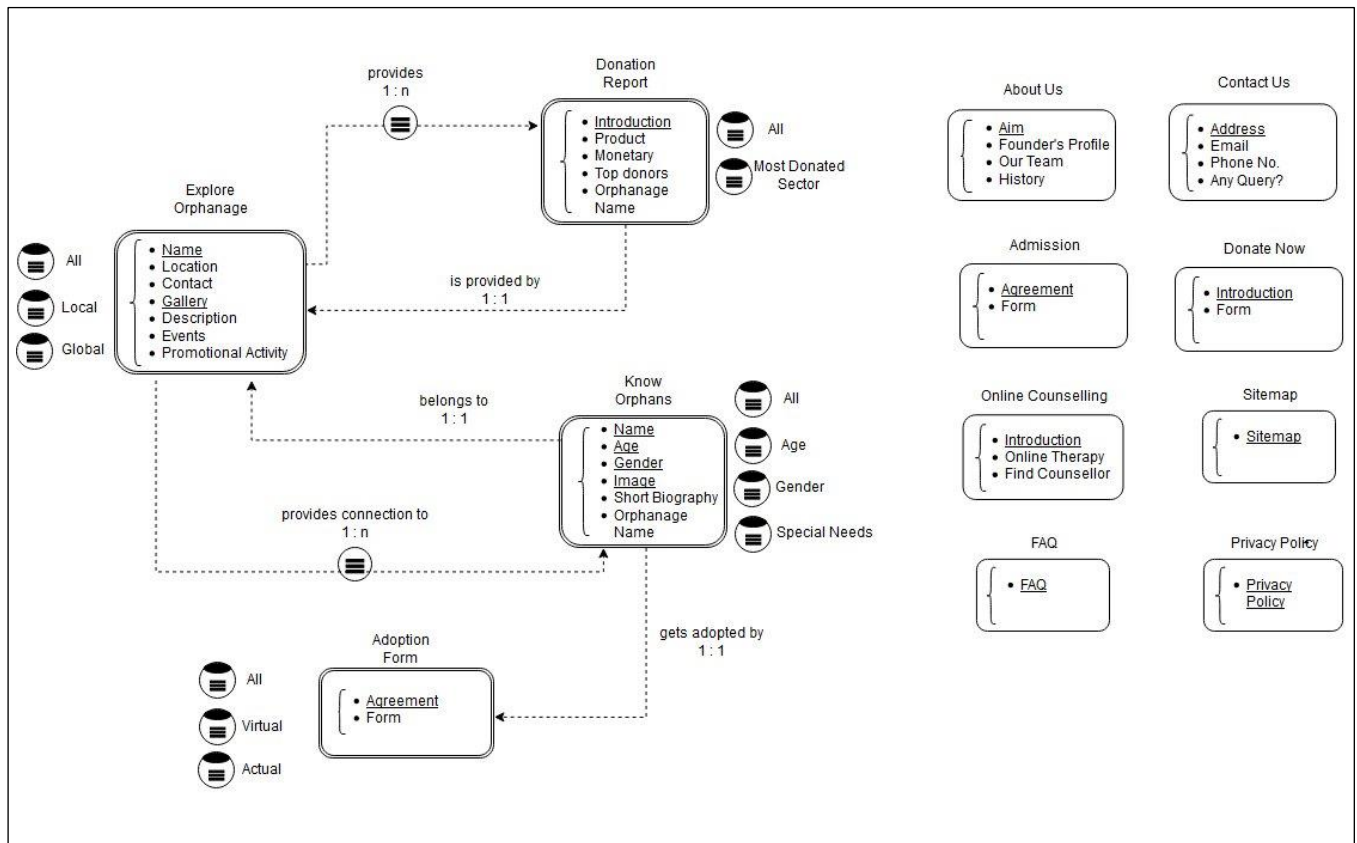 provides
1 : n
Donation
Report
Introduction
Product
Monetary
Top donors
Orphanage
Name
All
Most Donated
Sector
Explore
Orphanage
Name
Location
Contact
Gallery
Description
Events
Promotional Activity
All
Local
Global
is provided by
1 : 1
belongs to
1 : 1
Know
Orphans
Name
Age
Gender
Image
Short Biography
Orphanage
Name
All
Age
Gender
Special Needs
provides connection to
1 : n
gets adopted by
1 : 1
Adoption
Form
Agreement
Form
All
Virtual
Actual
About Us
Aim
Founder's Profile
Our Team
History
Contact Us
Address
Email
Phone No.
Any Query?
Admission
Agreement
Form
Donate Now
Introduction
Form
Online Counselling
Introduction
Online Therapy
Find Counsellor
Sitemap
Sitemap
FAQ
FAQ
Privacy Policy
Privacy
Policy